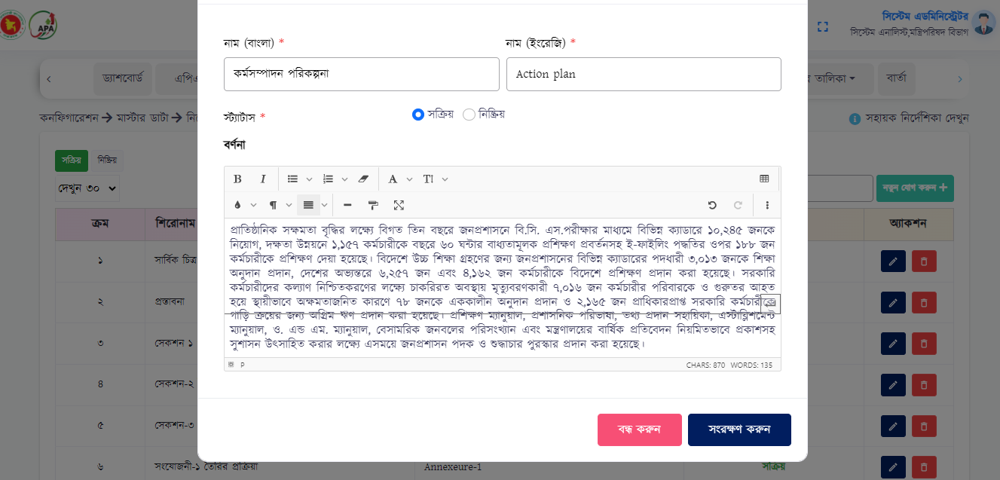 APA
সিস্টেম এডমিনিস্ট্রেটর
সিস্টেম এনালিস্ট,মন্ত্রিপরিষদ বিভাগ
ড্যাশবোর্ড
তালিকা
বার্তা
কনফিগারেশন → মাস্টার ডাটা →
সহায়ক নির্দেশিকা দেখুন
সক্রিয় নিষ্ক্রিয়
দেখুন ৩০
নতুন যোগ করুন +
ক্রম শিরোনাম অ্যাকশন
১ সার্বিক চিত্র
২ প্রস্তাবনা
৩ সেকশন ১
৪ সেকশন-২
৫ সেকশন-৩
৬ সংযোজনী-১ তৈরির প্রক্রিয়া Annexeure-1 সক্রিয়
নাম (বাংলা) * নাম (ইংরেজি) *
কর্মসম্পাদন পরিকল্পনা Action plan
স্ট্যাটাস * সক্রিয় নিষ্ক্রিয়
বর্ণনা
প্রাতিষ্ঠানিক সক্ষমতা বৃদ্ধির লক্ষ্যে বিগত তিন বছরে জনপ্রশাসনে বি.সি. এস.পরীক্ষার মাধ্যমে বিভিন্ন ক্যাডারে ১০,২৪৫ জনকে
নিয়োগ, দক্ষতা উন্নয়নে ১,১৫৭ কর্মচারীকে বছরে ৬০ ঘন্টার বাধ্যতামূলক প্রশিক্ষণ প্রবর্তনসহ ই-ফাইলিং পদ্ধতির ওপর ১৮৮ জন
কর্মচারীকে প্রশিক্ষণ দেয়া হয়েছে। বিদেশে উচ্চ শিক্ষা গ্রহণের জন্য জনপ্রশাসনের বিভিন্ন ক্যাডারের পদধারী ৩,০১৩ জনকে শিক্ষা
অনুদান প্রদান, দেশের অভ্যন্তরে ৬,২৫৭ জন এবং ৪,১৬২ জন কর্মচারীকে বিদেশে প্রশিক্ষণ প্রদান করা হয়েছে। সরকারি
কর্মচারীদের কল্যাণ নিশ্চিতকরণের লক্ষ্যে চাকরিরত অবস্থায় মৃত্যুবরণকারী ৭,০১৬ জন কর্মচারীর পরিবারকে ও গুরুতর আহত
হয়ে স্থায়ীভাবে অক্ষমতাজনিত কারণে ৭৮ জনকে এককালীন অনুদান প্রদান ও ২,১৬৫ জন প্রাধিকারপ্রাপ্ত সরকারি
গাড়ি ক্রয়ের জন্য অগ্রিম ঋণ প্রদান করা হয়েছে। প্রশিক্ষণ ম্যানুয়াল, প্রশাসনিক পরিভাষা, তথ্য প্রদান সহায়িকা, এস্টাব্লিশমেন্ট
ম্যানুয়াল, ও. এন্ড এম. ম্যানুয়াল, বেসামরিক জনবলের পরিসংখ্যান এবং মন্ত্রণালয়ের বার্ষিক প্রতিবেদন নিয়মিতভাবে প্রকাশসহ
সুশাসন উৎসাহিত করার লক্ষ্যে এসময়ে জনপ্রশাসন পদক ও শুদ্ধাচার পুরস্কার প্রদান করা হয়েছে।
P CHARS: 870 WORDS: 135
বন্ধ করুন সংরক্ষণ করুন